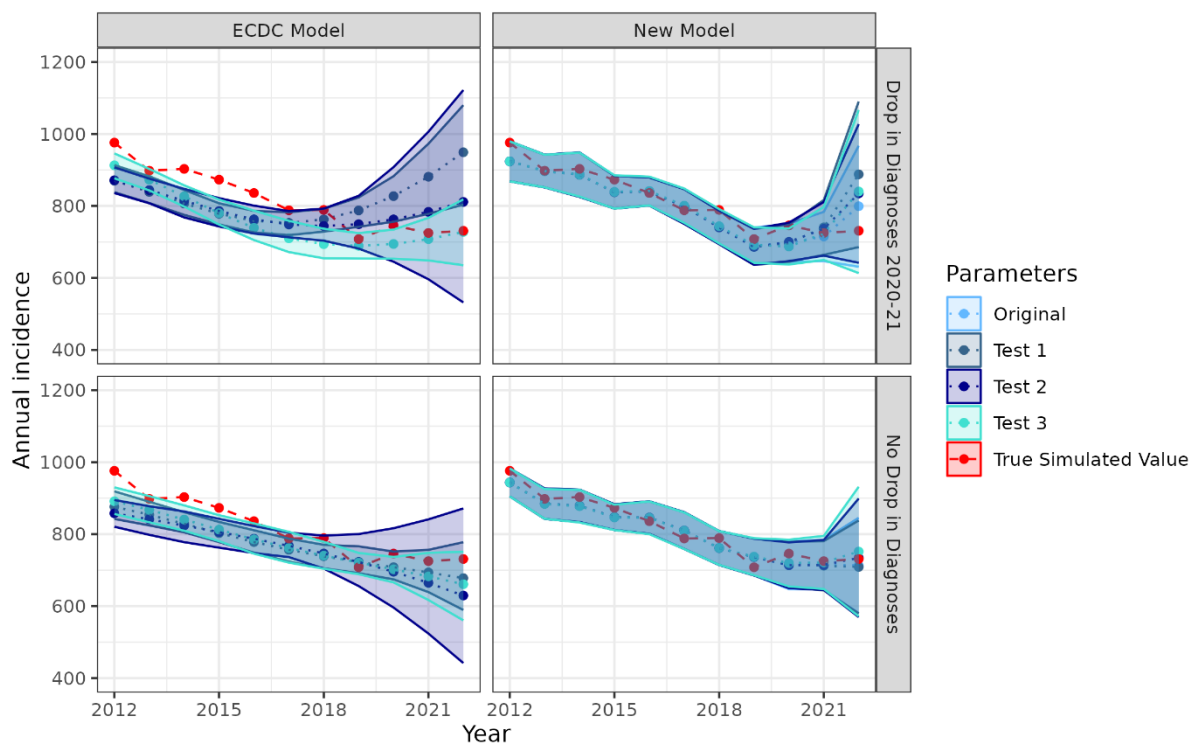 ECDC Model
New Model
1200
1000
800
600
400
Drop in Diagnoses 2020-21
1200
1000
800
600
400
No Drop in Diagnoses
Annual incidence
2012
2015
2018
2021
2012
2015
2018
2021
Year
Parameters
Original
Test 1
Test 2
Test 3
True Simulated Value